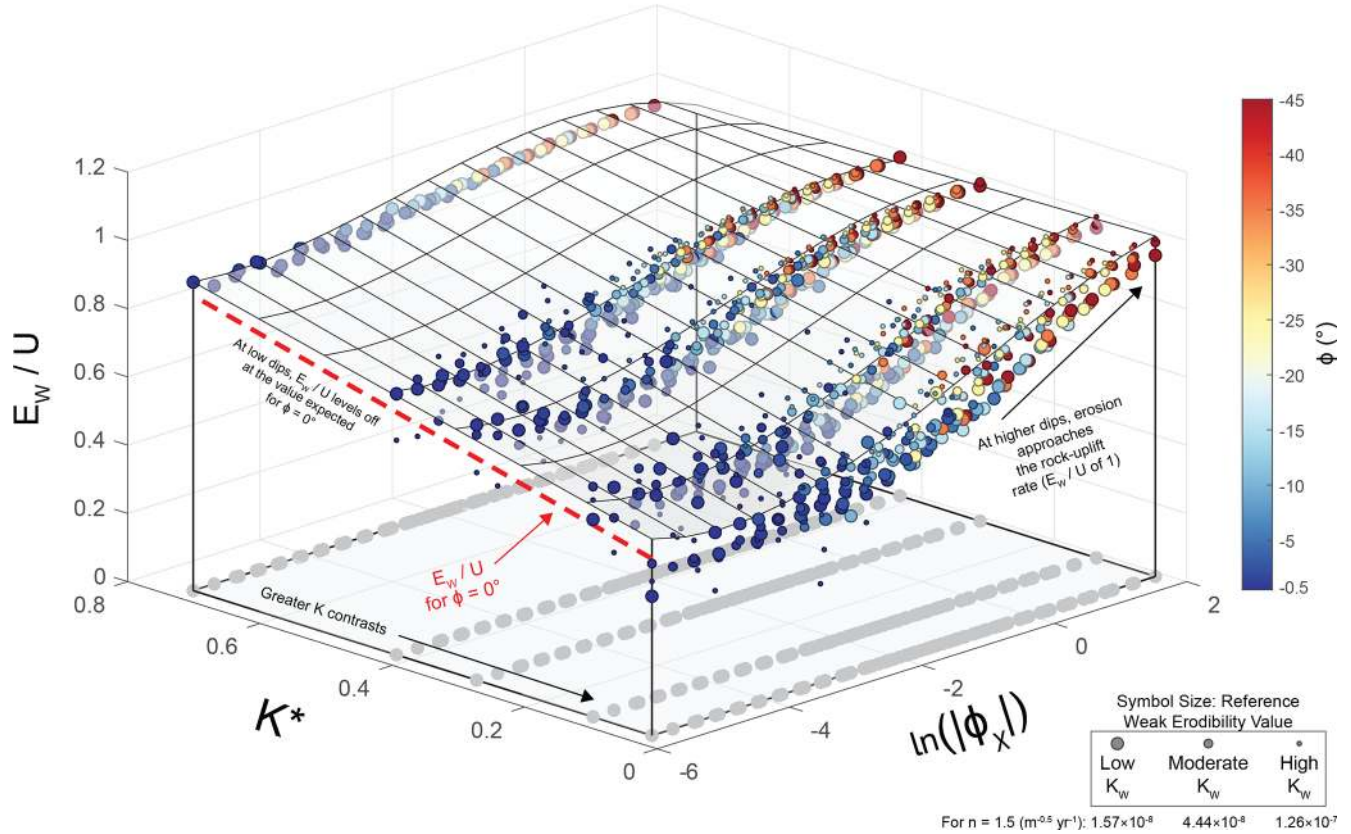 1.2
1
0.8
0.6
0.4
0.2
0
E_W / U
0.8
0.6
0.4
0.2
0
K*
-6
-4
-2
0
2
ln(|ϕ_X|)
At low dips, E_W / U levels off
at the value expected
for ϕ = 0°
E_W / U
for ϕ = 0°
Greater K contrasts
At higher dips, erosion
approaches
the rock-uplift
rate (E_W / U of 1)
-45
-40
-35
-30
-25
-20
-15
-10
-5
-0.5
ϕ (°)
Symbol Size: Reference
Weak Erodibility Value
Low Moderate High
K_W K_W K_W
For n = 1.5 (m⁻⁰·⁵ yr⁻¹): 1.57×10⁻⁸ 4.44×10⁻⁸ 1.26×10⁻⁷